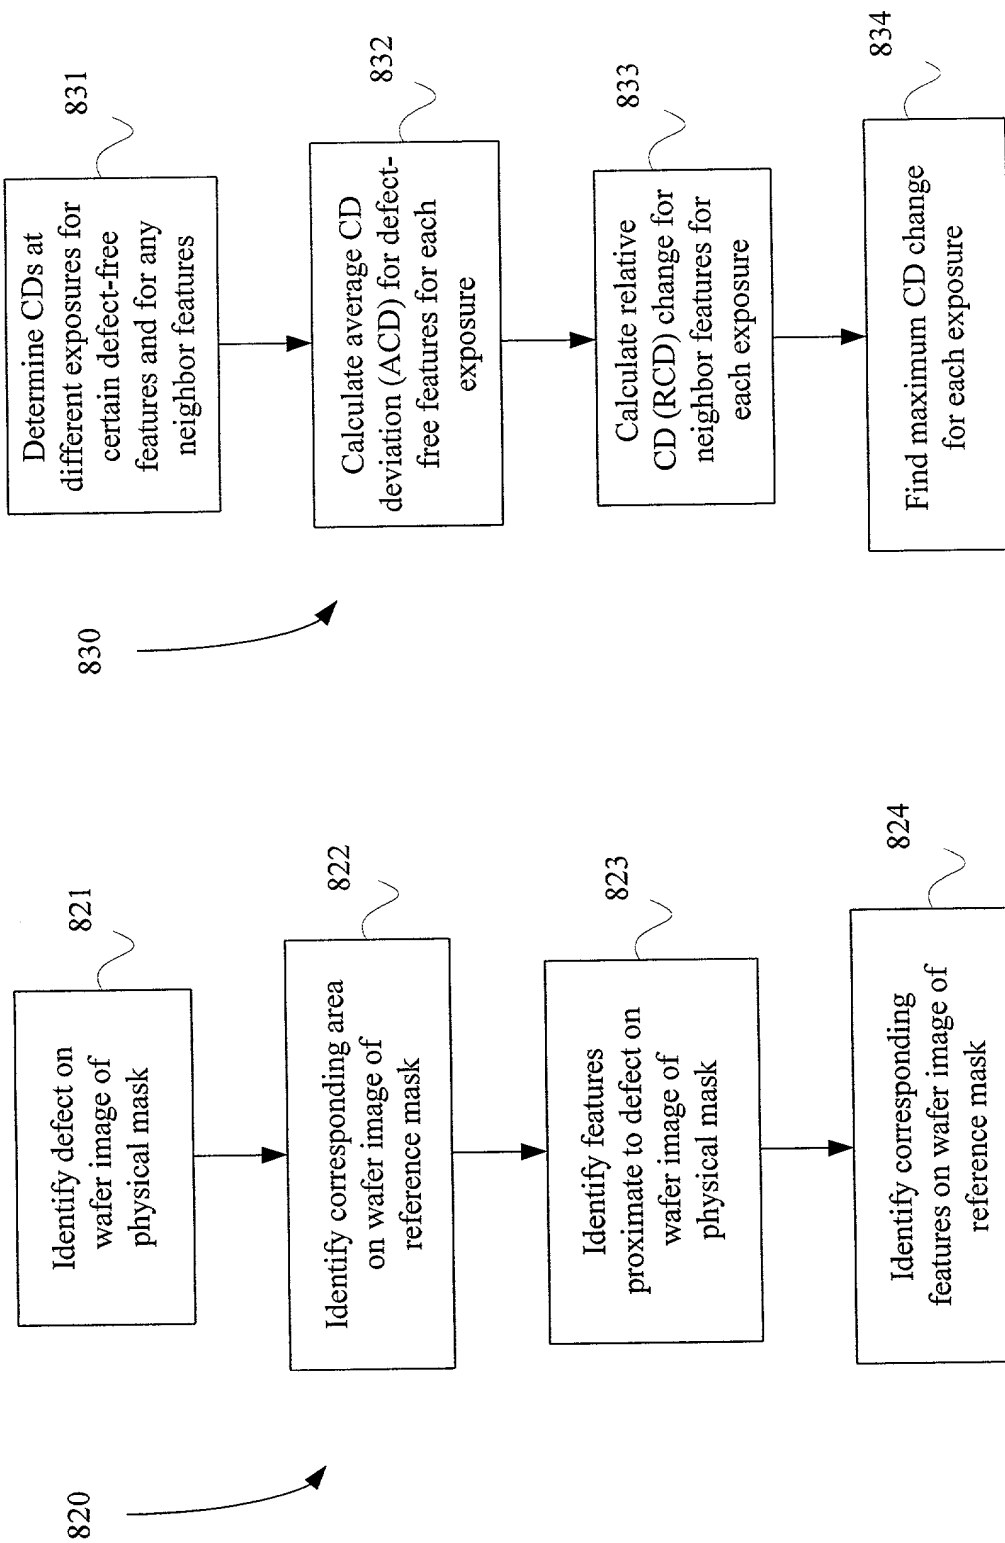 820
Identify defect on
wafer image of
physical mask
821
Identify corresponding area
on wafer image of
reference mask
822
Identify features
proximate to defect on
wafer image of
physical mask
823
Identify corresponding
features on wafer image of
reference mask
824
830
Determine CDs at
different exposures for
certain defect-free
features and for any
neighbor features
831
Calculate average CD
deviation (ACD) for defect-
free features for each
exposure
832
Calculate relative
CD (RCD) change for
neighbor features for
each exposure
833
Find maximum CD change
for each exposure
834